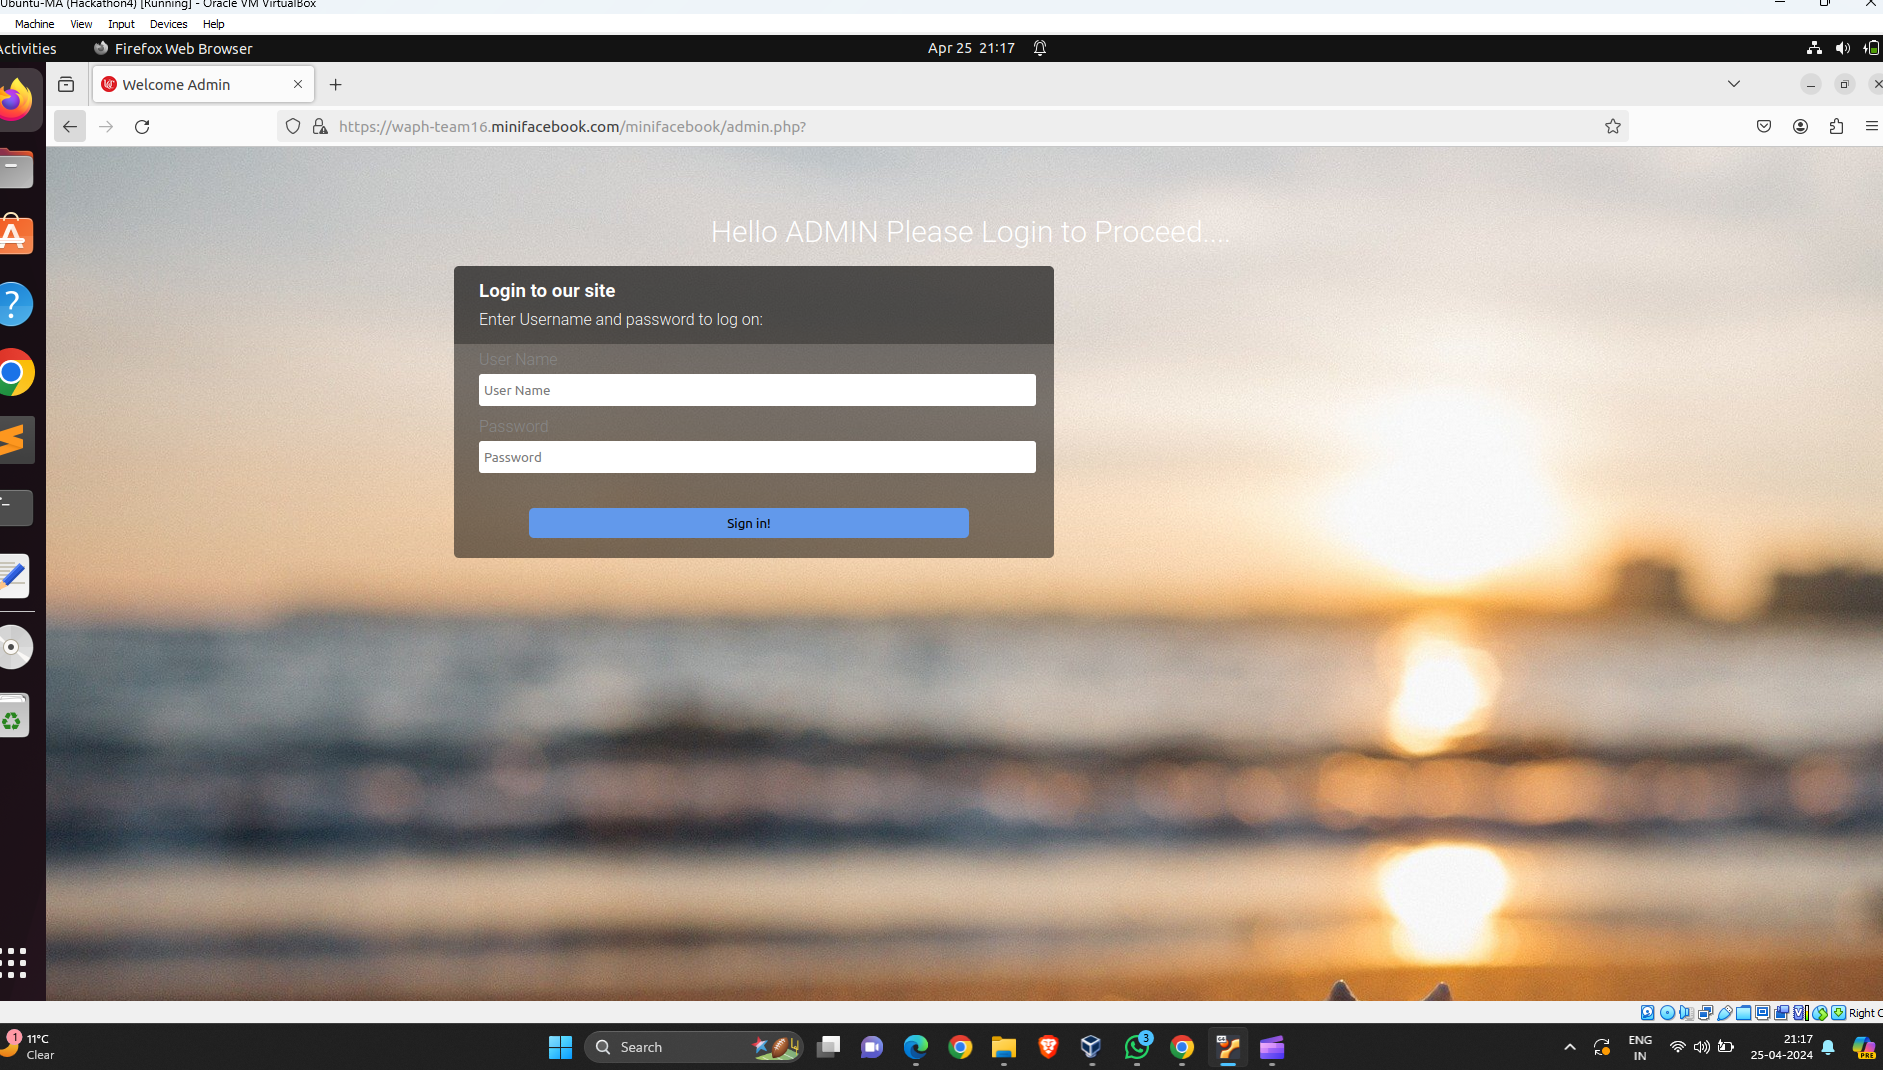 Ubuntu-MA (Hackathon4) [Running] - Oracle VM VirtualBox
Machine View Input Devices Help
Activities Firefox Web Browser Apr 25 21:17
Welcome Admin
https://waph-team16.minifacebook.com/minifacebook/admin.php?
Hello ADMIN Please Login to Proceed....
Login to our site
Enter Username and password to log on:
User Name
User Name
Password
Password
Sign in!
Right C
1 11°C
Clear
Search
3
ENG
IN
21:17
25-04-2024
PRE